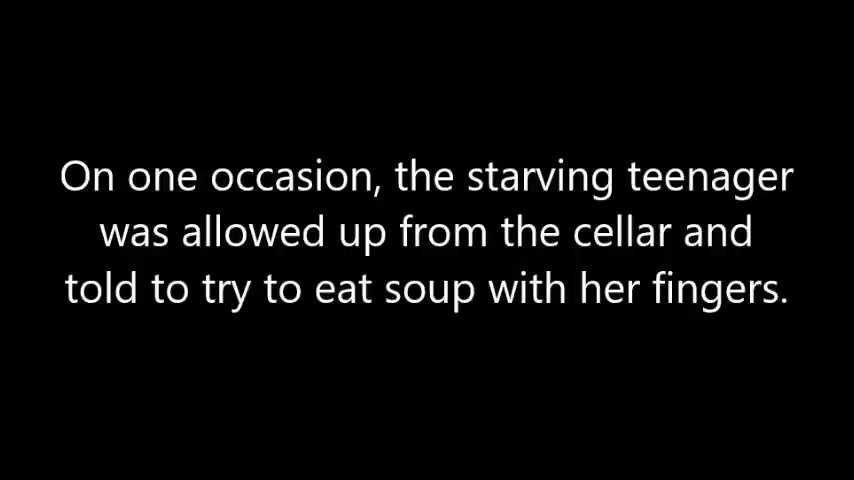 On one occasion, the starving teenager
was allowed up from the cellar and
told to try to eat soup with her fingers.